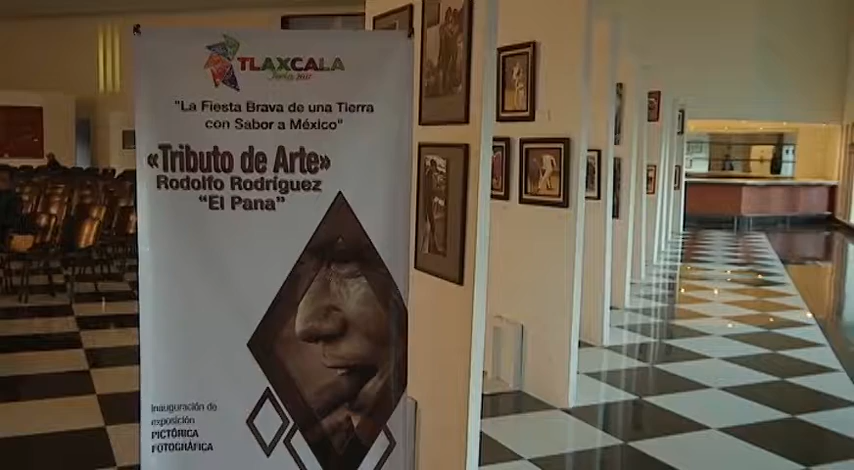 TLAXCALA
"La Fiesta Brava de una Tierra
con Sabor a México"
«Tributo de Arte»
Rodolfo Rodríguez
"El Pana"
Inauguración de
exposición
PICTÓRICA
FOTOGRÁFICA